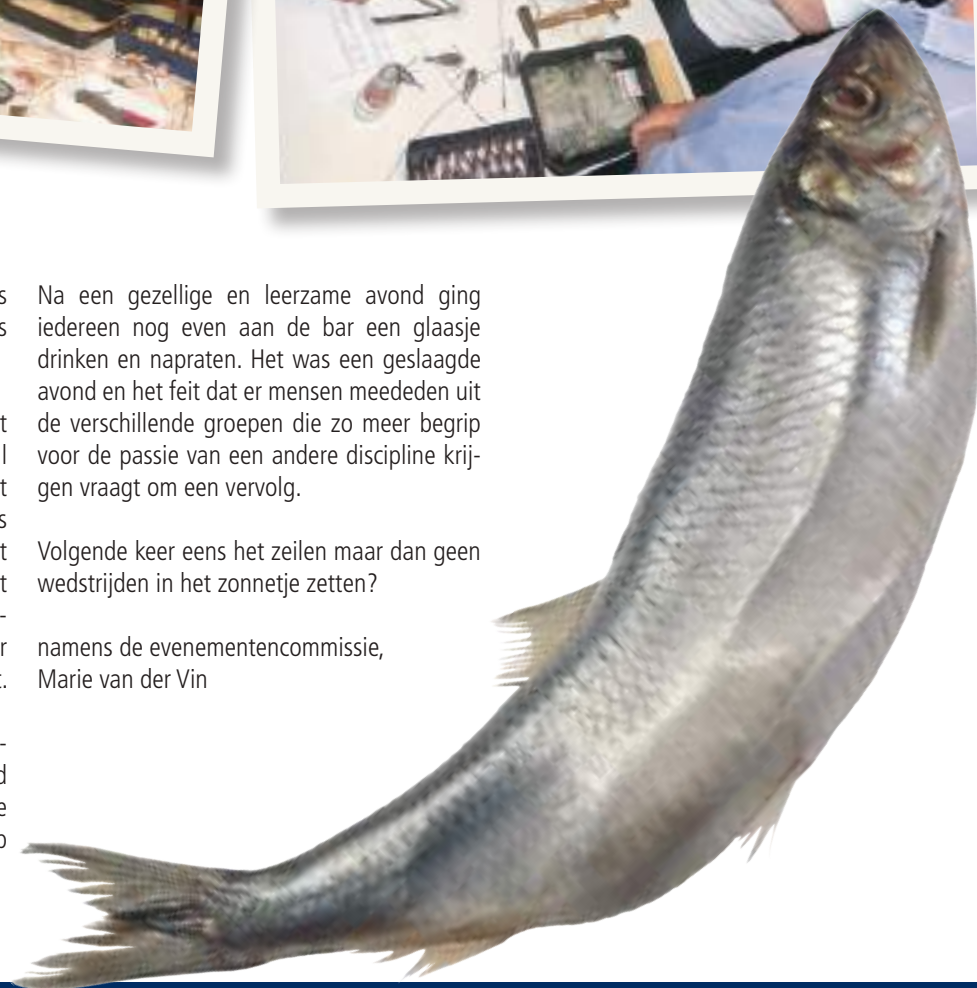 s
s
t
l
t
s
t
t
-
r
t.
-
d
e
p
Na een gezellige en leerzame avond ging
iedereen nog even aan de bar een glaasje
drinken en napraten. Het was een geslaagde
avond en het feit dat er mensen meededen uit
de verschillende groepen die zo meer begrip
voor de passie van een andere discipline krij-
gen vraagt om een vervolg.
Volgende keer eens het zeilen maar dan geen
wedstrijden in het zonnetje zetten?
namens de evenementencommissie,
Marie van der Vin